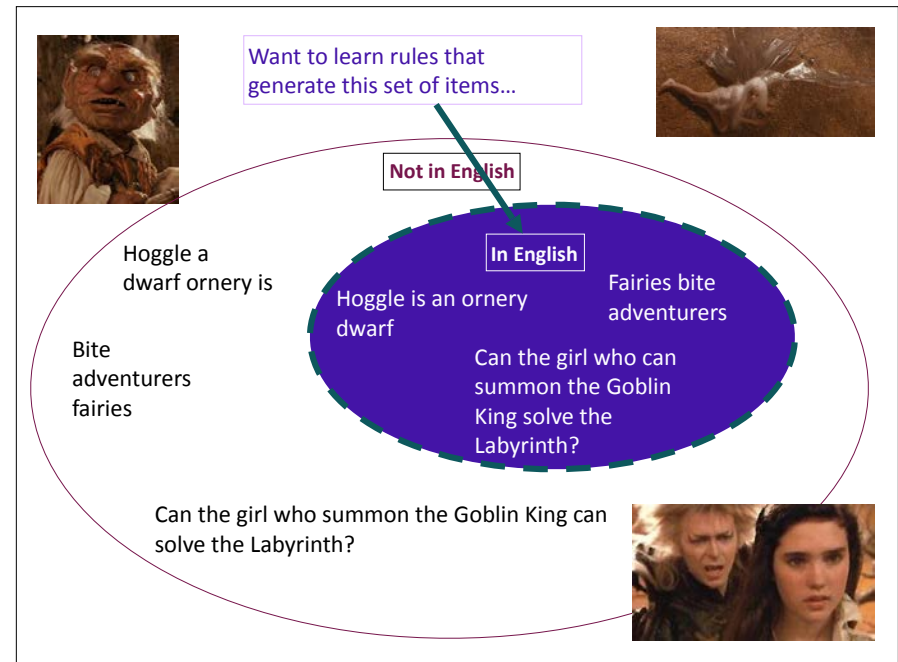 Want to learn rules that
generate this set of items…
Not in English
In English
Hoggle a
dwarf ornery is
Hoggle is an ornery
dwarf
Fairies bite
adventurers
Bite
adventurers
fairies
Can the girl who can
summon the Goblin
King solve the
Labyrinth?
Can the girl who summon the Goblin King can
solve the Labyrinth?